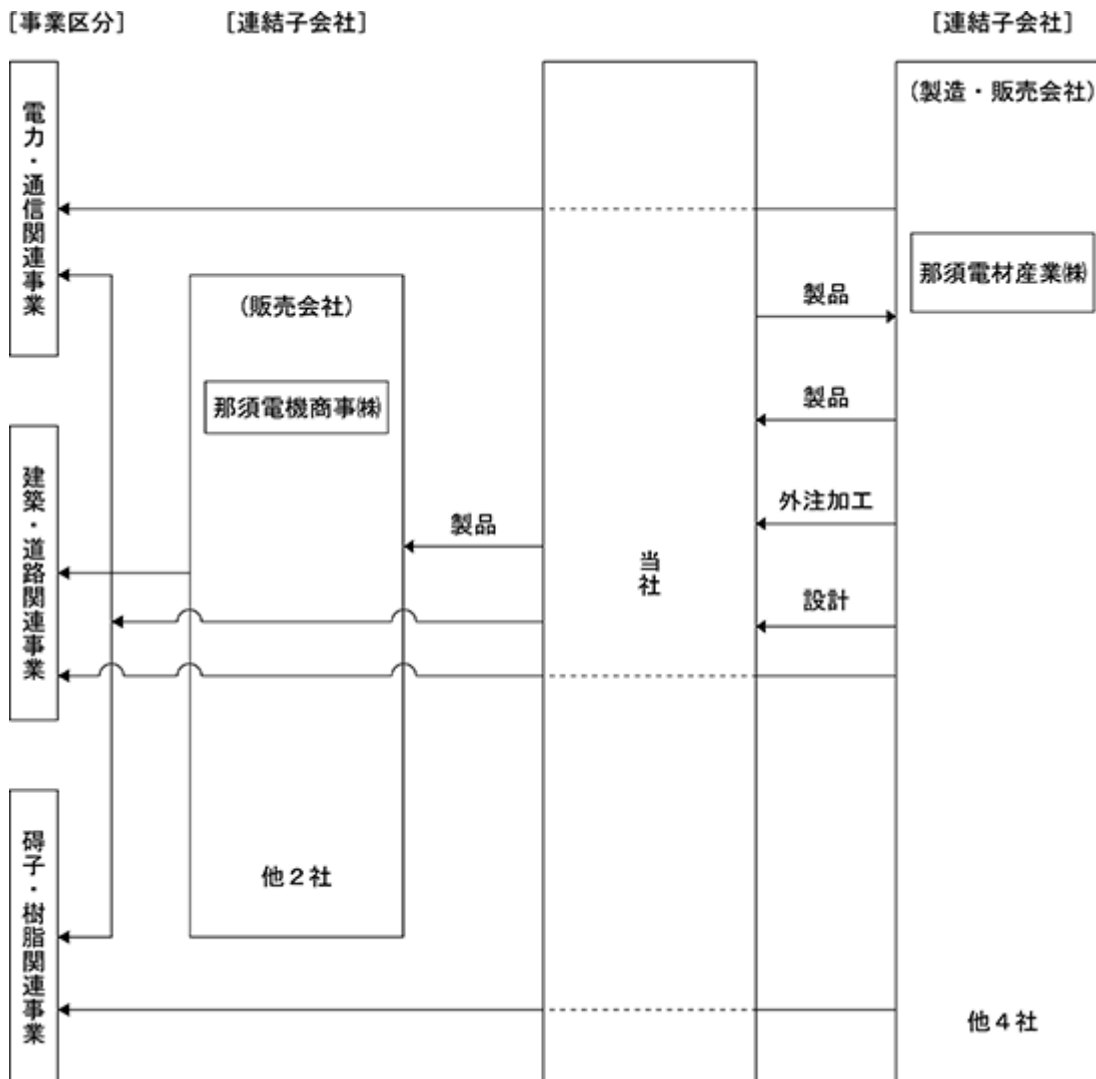 [事業区分]
[連結子会社]
[連結子会社]
電力・通信関連事業
建築・道路関連事業
碍子・樹脂関連事業
(販売会社)
那須電機商事㈱
他2社
製品
当社
製品
製品
外注加工
設計
(製造・販売会社)
那須電材産業㈱
他4社